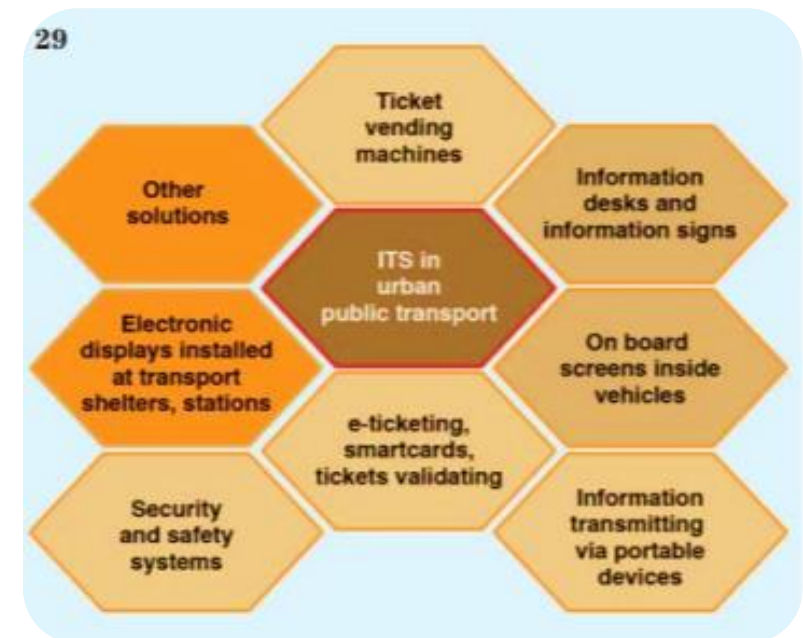 29
Ticket
vending
machines
Other
solutions
Information
desks and
information signs
ITS in
urban
public transport
Electronic
displays installed
at transport
shelters, stations
On board
screens inside
vehicles
e-ticketing,
smartcards,
tickets validating
Security
and safety
systems
Information
transmitting
via portable
devices